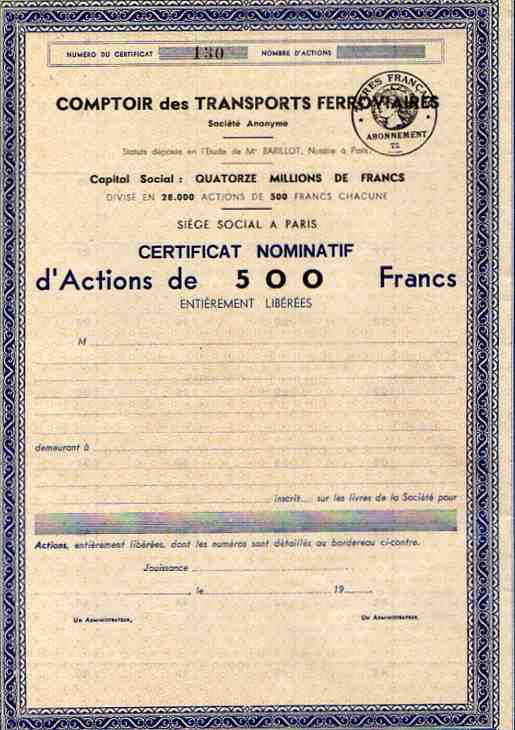 NUMÉRO DU CERTIFICAT 130 NOMBRE D'ACTIONS
COMPTOIR des TRANSPORTS FERROVIAIRES
Société Anonyme
TIMBRES FRANÇAIS
ABONNEMENT
Statuts déposés en l'Etude de Me BARILLOT, Notaire à Paris
Capital Social : QUATORZE MILLIONS DE FRANCS
DIVISÉ EN 28.000 ACTIONS DE 500 FRANCS CHACUNE
SIÈGE SOCIAL A PARIS
CERTIFICAT NOMINATIF
d'Actions de 500 Francs
ENTIÈREMENT LIBÉRÉES
M
demeurant à
inscrit.... sur les livres de la Société pour
Actions, entièrement libérées, dont les numéros sont détaillés au bordereau ci-contre.
Jouissance
, le 19
Un Administrateur, Un Administrateur,